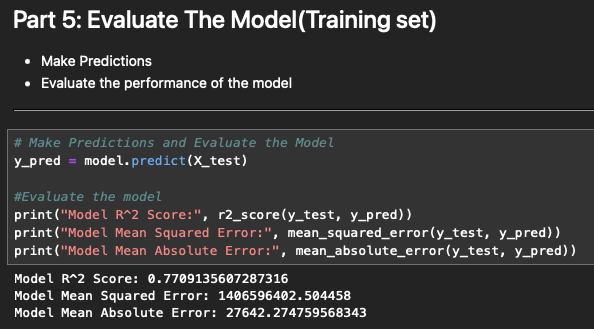 Part 5: Evaluate The Model(Training set)
• Make Predictions
• Evaluate the performance of the model
# Make Predictions and Evaluate the Model
y_pred = model.predict(X_test)
#Evaluate the model
print("Model R^2 Score:", r2_score(y_test, y_pred))
print("Model Mean Squared Error:", mean_squared_error(y_test, y_pred))
print("Model Mean Absolute Error:", mean_absolute_error(y_test, y_pred))
Model R^2 Score: 0.7709135607287316
Model Mean Squared Error: 1406596402.504458
Model Mean Absolute Error: 27642.274759568343